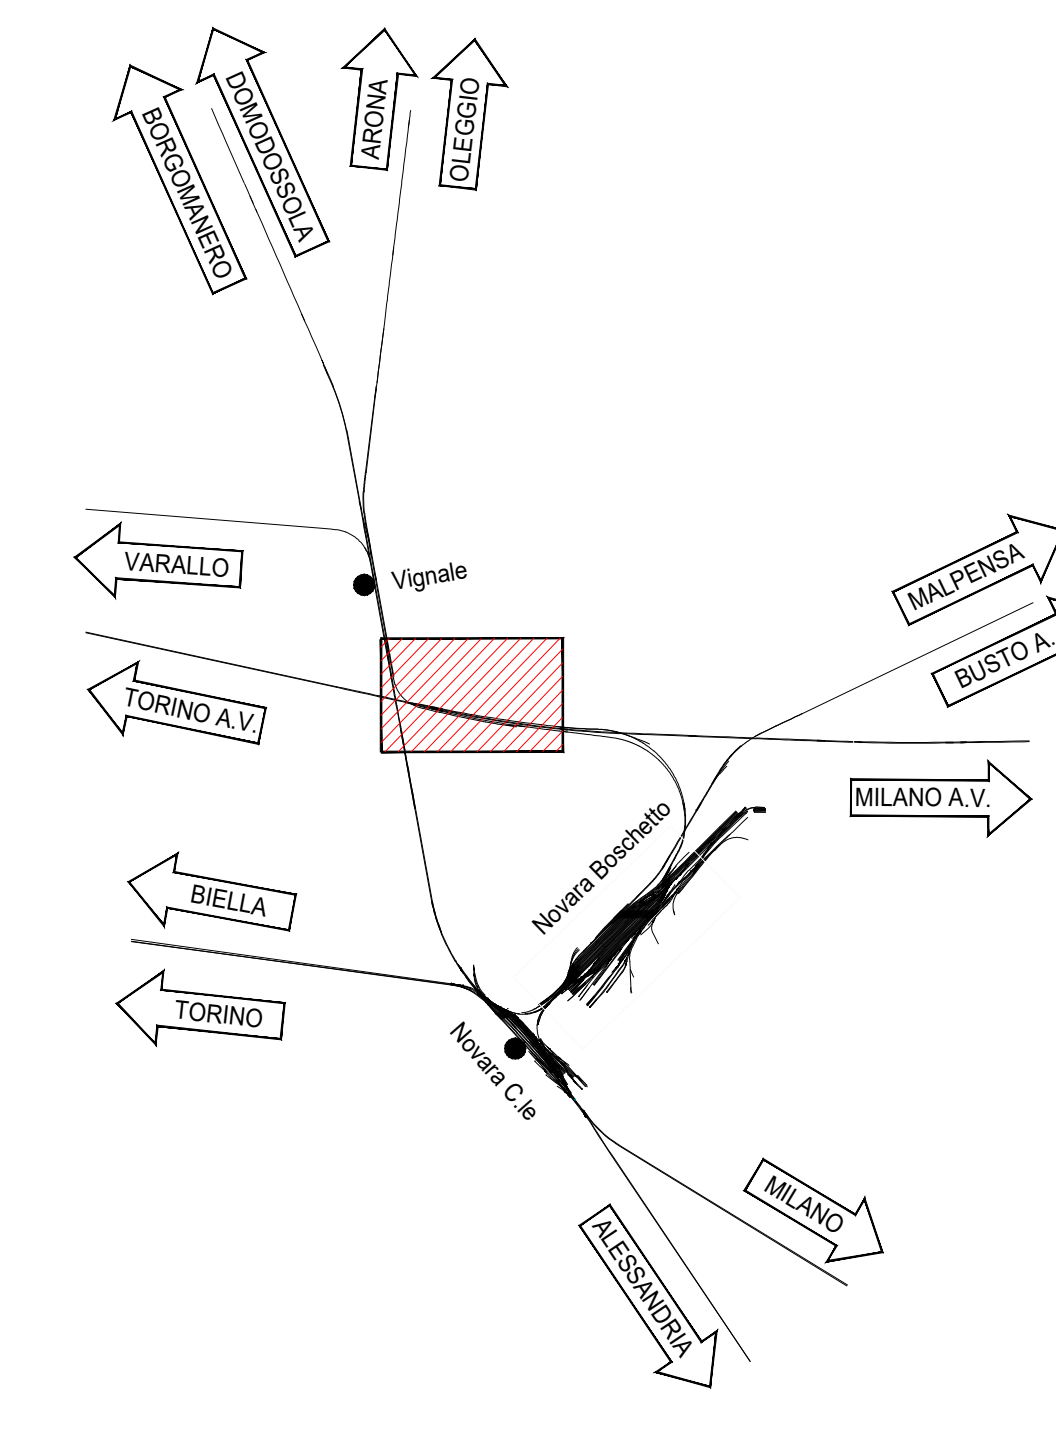 DOMODOSSOLA
ARONA
OLEGGIO
BORGOMANERO
VARALLO
Vignale
MALPENSA
BUSTO A.
TORINO A.V.
MILANO A.V.
Novara Boschetto
BIELLA
TORINO
Novara C.le
MILANO
ALESSANDRIA